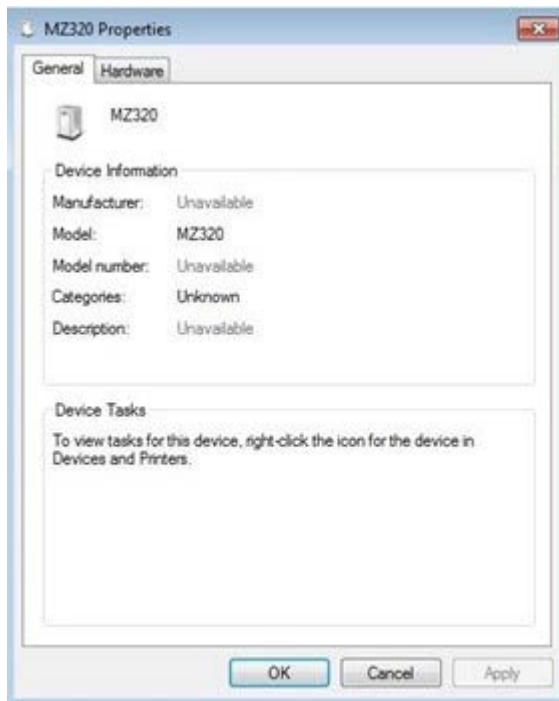 MZ320 Properties
General Hardware
MZ320
Device Information
Manufacturer: Unavailable
Model: MZ320
Model number: Unavailable
Categories: Unknown
Description: Unavailable
Device Tasks
To view tasks for this device, right-click the icon for the device in
Devices and Printers.
OK Cancel Apply